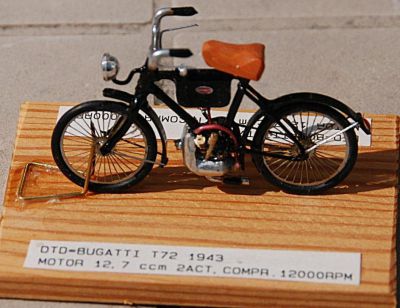 DTD-BUGATTI T72 1943
MOTOR 12,7 ccm 2ACT, COMPR. 12000RPM